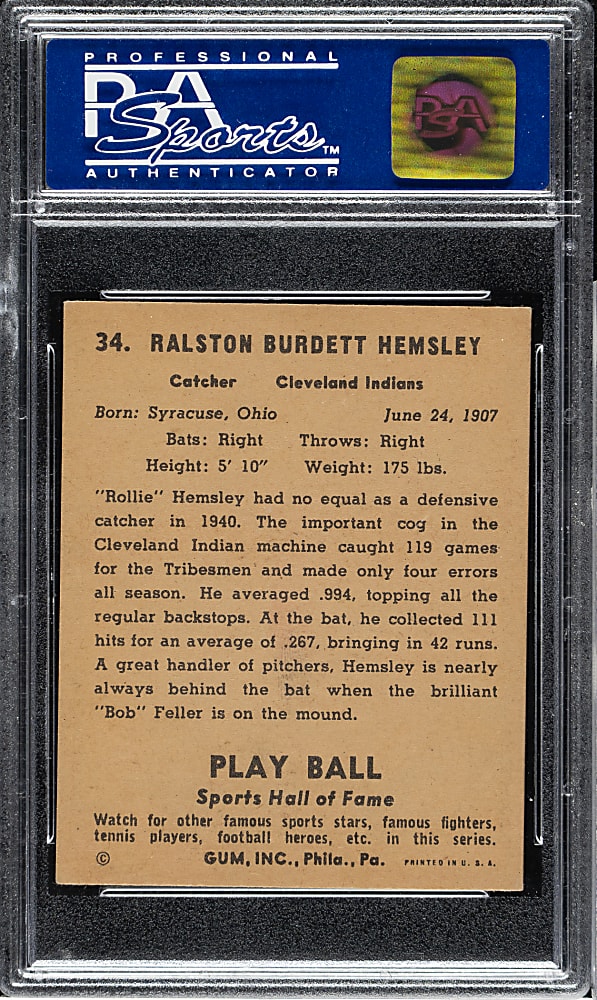 PROFESSIONAL
PSA
Sports™
AUTHENTICATOR
PSA
34. RALSTON BURDETT HEMSLEY
Catcher Cleveland Indians
Born: Syracuse, Ohio June 24, 1907
Bats: Right Throws: Right
Height: 5' 10" Weight: 175 lbs.
"Rollie" Hemsley had no equal as a defensive
catcher in 1940. The important cog in the
Cleveland Indian machine caught 119 games
for the Tribesmen and made only four errors
all season. He averaged .994, topping all the
regular backstops. At the bat, he collected 111
hits for an average of .267, bringing in 42 runs.
A great handler of pitchers, Hemsley is nearly
always behind the bat when the brilliant
"Bob" Feller is on the mound.
PLAY BALL
Sports Hall of Fame
Watch for other famous sports stars, famous fighters,
tennis players, football heroes, etc. in this series.
© GUM, INC., Phila., Pa. PRINTED IN U. S. A.